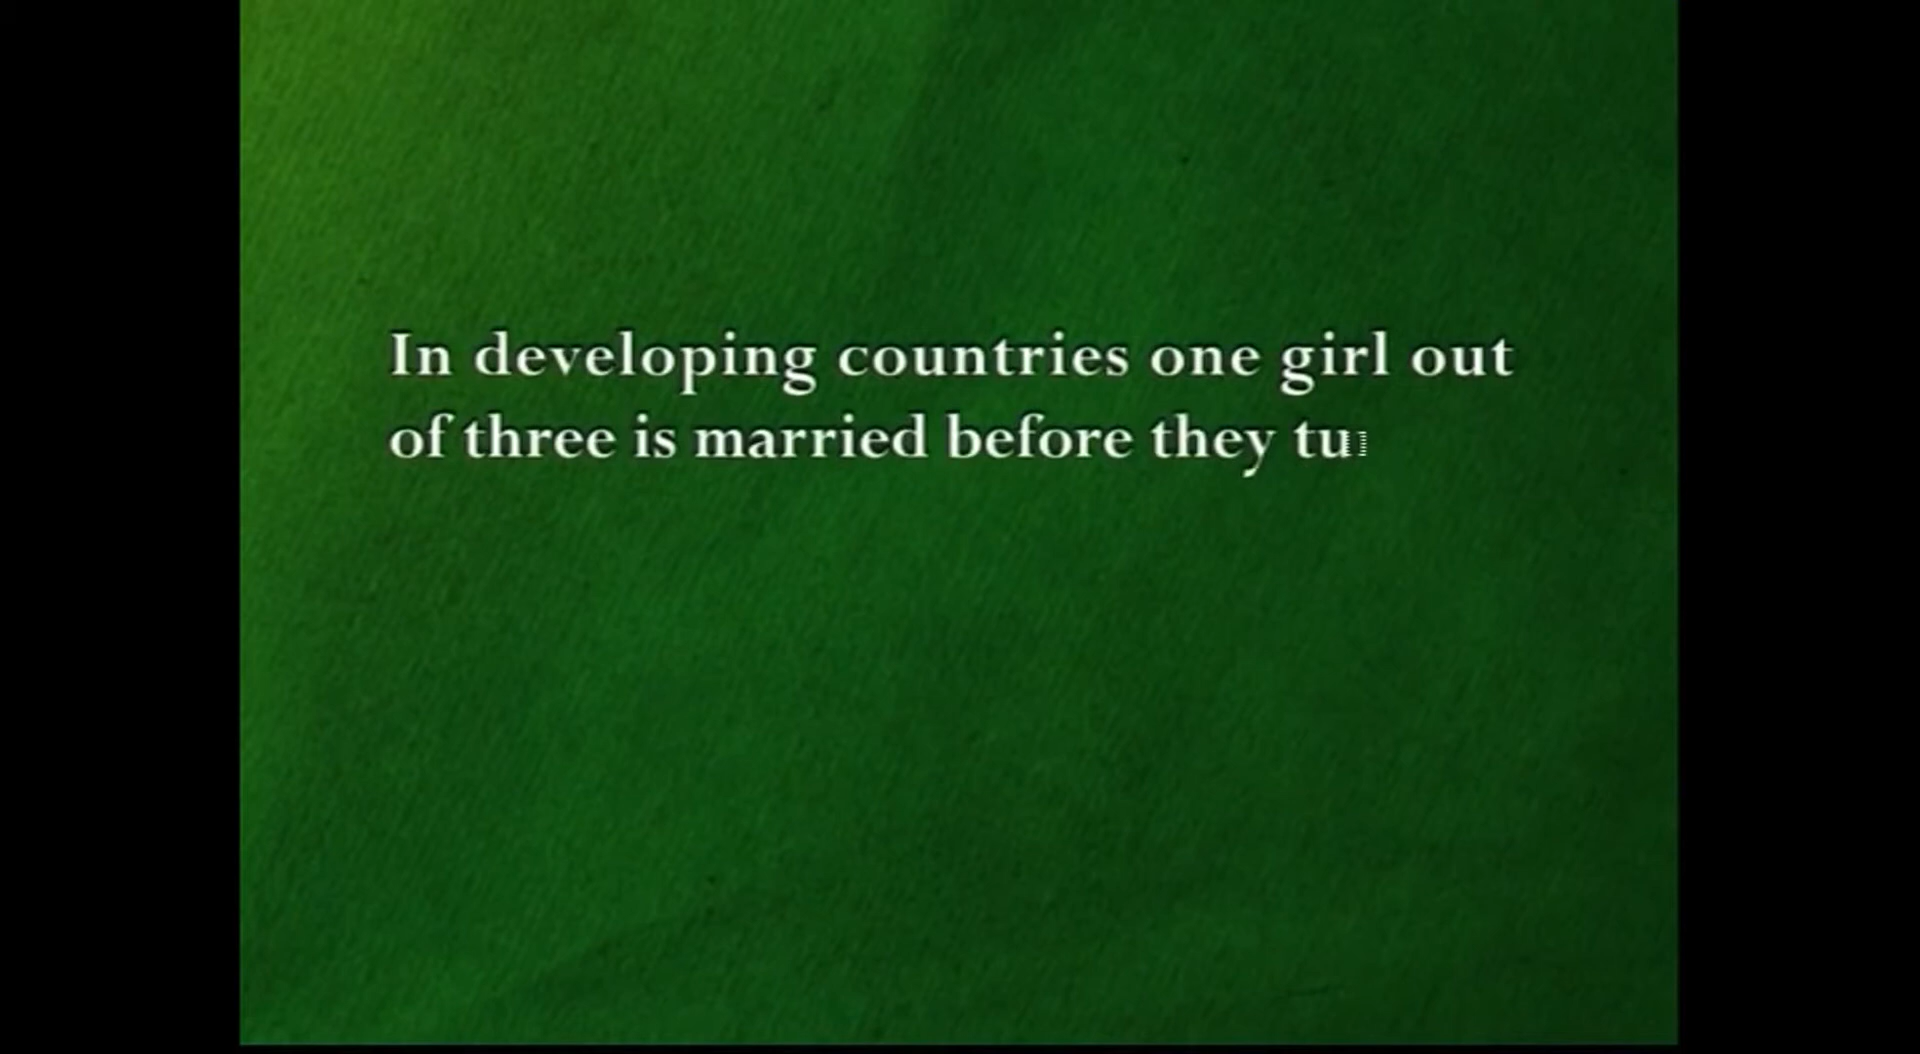 In developing countries one girl out
of three is married before they tu